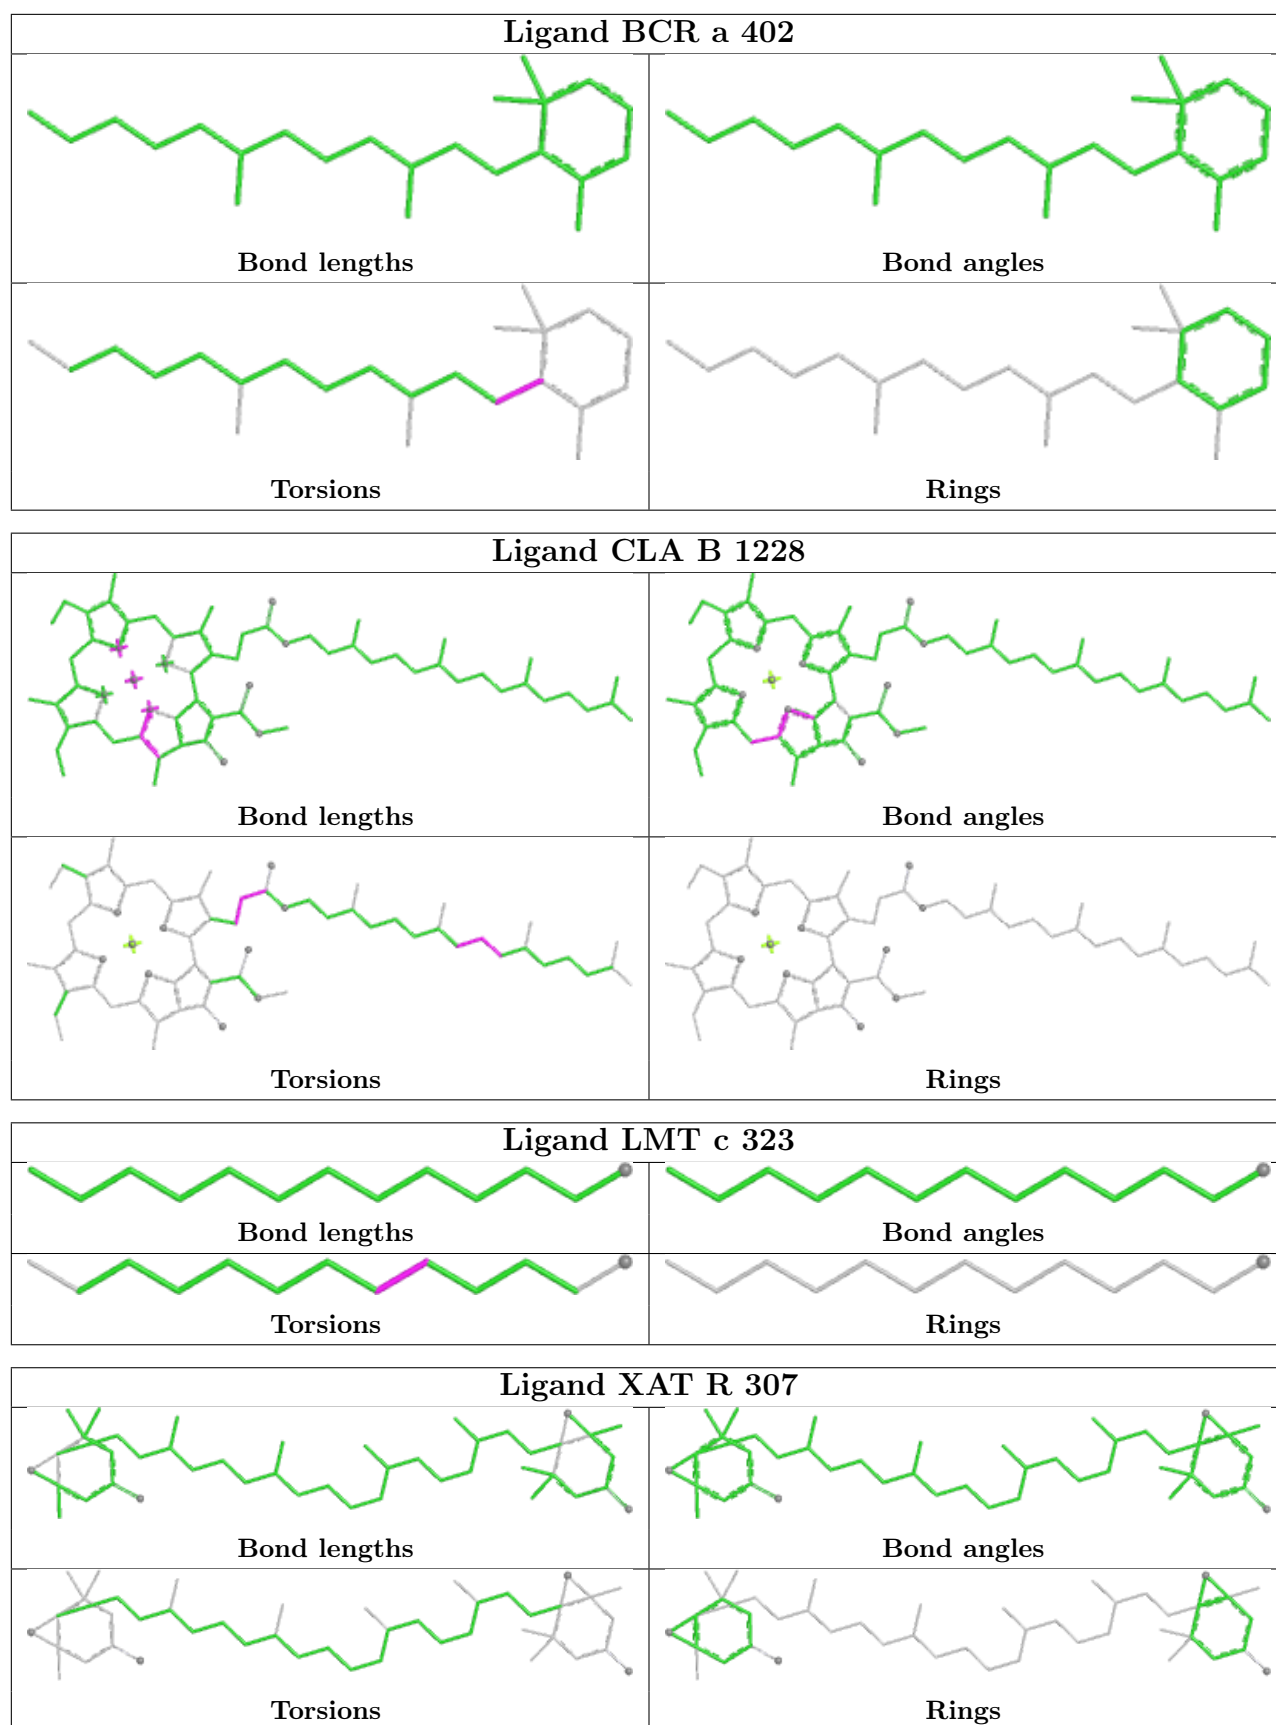 Ligand BCR a 402
Bond lengths
Bond angles
Torsions
Rings
Ligand CLA B 1228
Bond lengths
Bond angles
Torsions
Rings
Ligand LMT c 323
Bond lengths
Bond angles
Torsions
Rings
Ligand XAT R 307
Bond lengths
Bond angles
Torsions
Rings